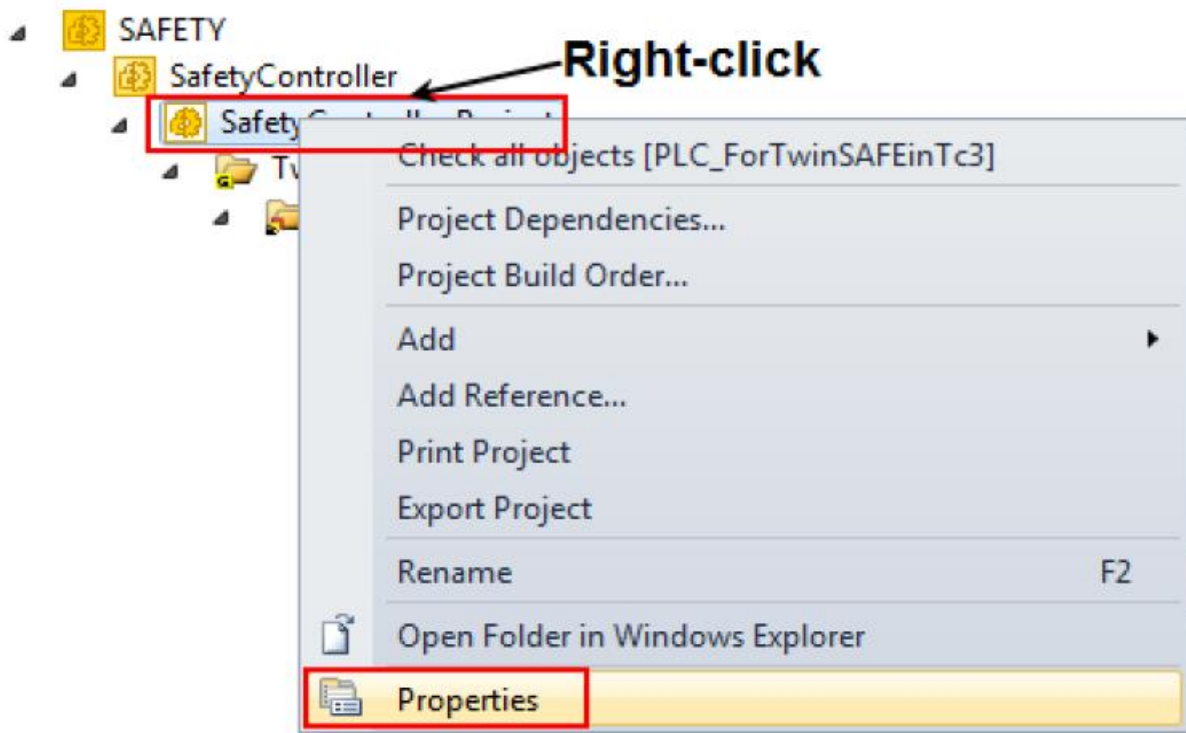 SAFETY
SafetyController
Right-click
Safety
Check all objects [PLC_ForTwinSAFEinTc3]
Project Dependencies...
Project Build Order...
Add
Add Reference...
Print Project
Export Project
Rename F2
Open Folder in Windows Explorer
Properties